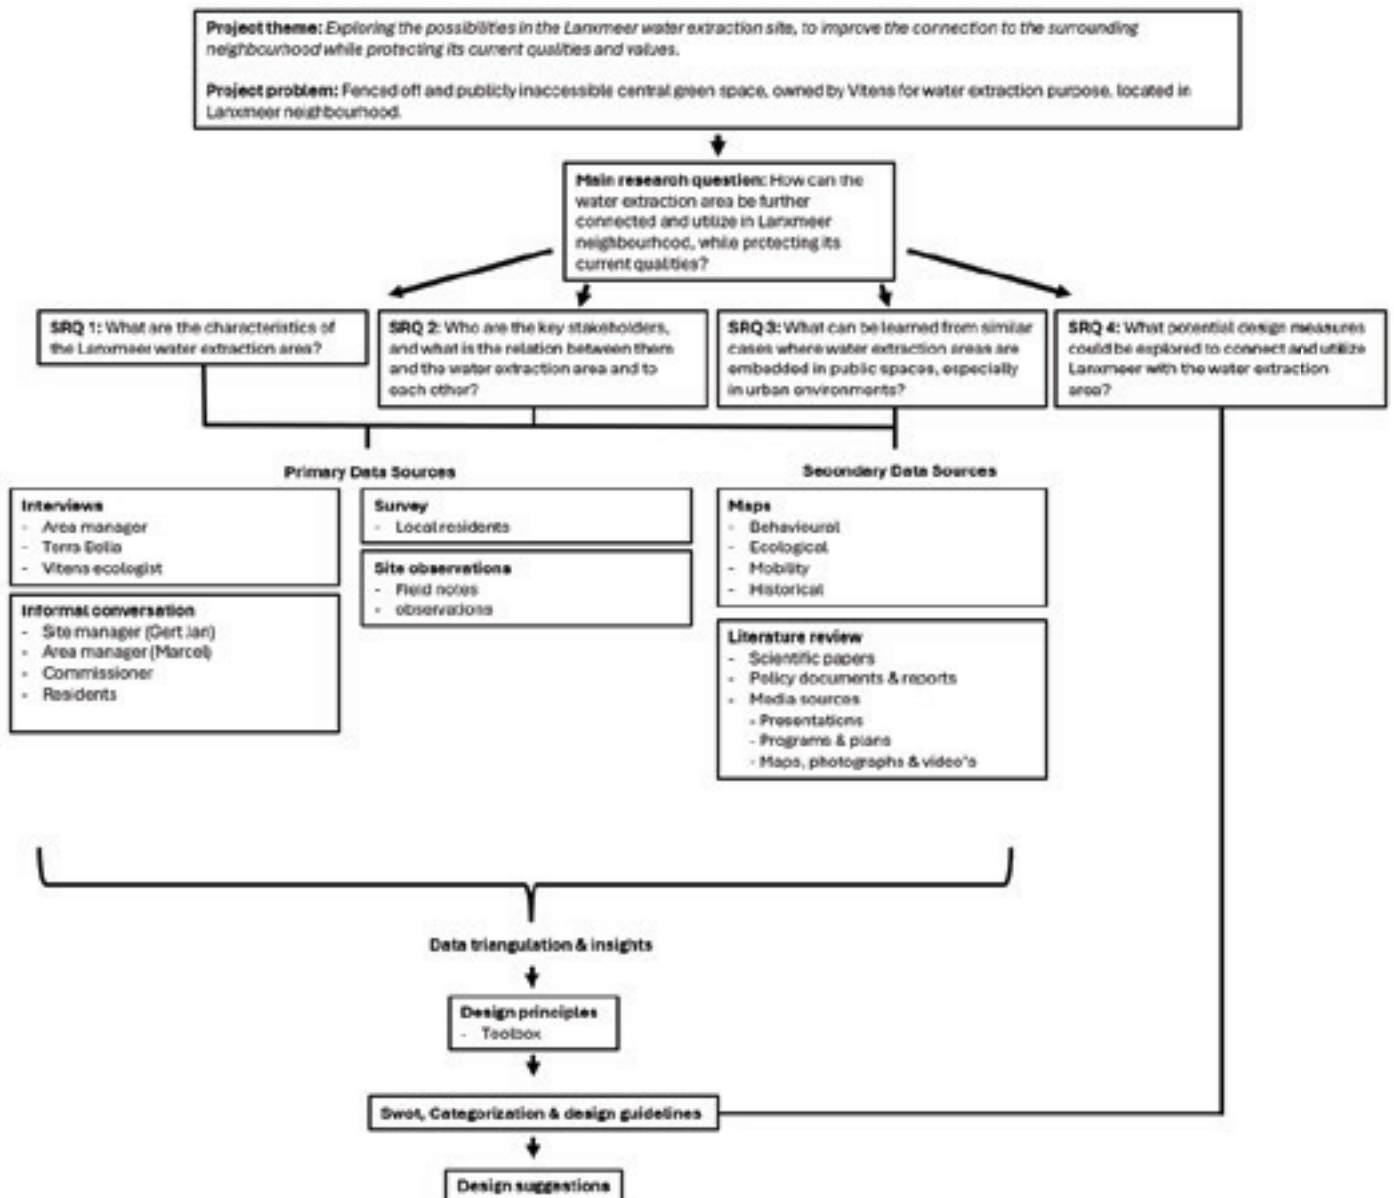 Project theme: Exploring the possibilities in the Lanxmeer water extraction site, to improve the connection to the surrounding
neighbourhood while protecting its current qualities and values.
Project problem: Fenced off and publicly inaccessible central green space, owned by Vitens for water extraction purpose, located in
Lanxmeer neighbourhood.
Main research question: How can the
water extraction area be further
connected and utilize in Lanxmeer
neighbourhood, while protecting its
current qualities?
SRQ 1: What are the characteristics of
the Lanxmeer water extraction area?
SRQ 2: Who are the key stakeholders,
and what is the relation between them
and the water extraction area and to
each other?
SRQ 3: What can be learned from similar
cases where water extraction areas are
embedded in public spaces, especially
in urban environments?
SRQ 4: What potential design measures
could be explored to connect and utilize
Lanxmeer with the water extraction
area?
Primary Data Sources
Interviews
- Area manager
- Terra Bella
- Vitens ecologist
Informal conversation
- Site manager (Gert Jan)
- Area manager (Marcel)
- Commissioner
- Residents
Survey
- Local residents
Site observations
- Field notes
- observations
Secondary Data Sources
Maps
- Behavioural
- Ecological
- Mobility
- Historical
Literature review
- Scientific papers
- Policy documents & reports
- Media sources
- Presentations
- Programs & plans
- Maps, photographs & video's
Data triangulation & insights
Design principles
- Toolbox
Swot, Categorization & design guidelines
Design suggestions